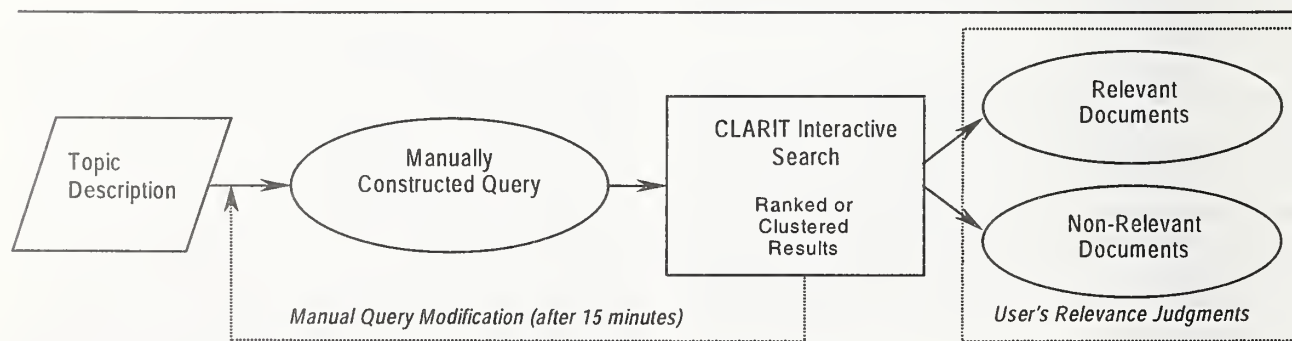 Topic
Description
Manually
Constructed Query
CLARIT Interactive
Search
Ranked or
Clustered
Results
Relevant
Documents
Non-Relevant
Documents
Manual Query Modification (after 15 minutes)
User's Relevance Judgments